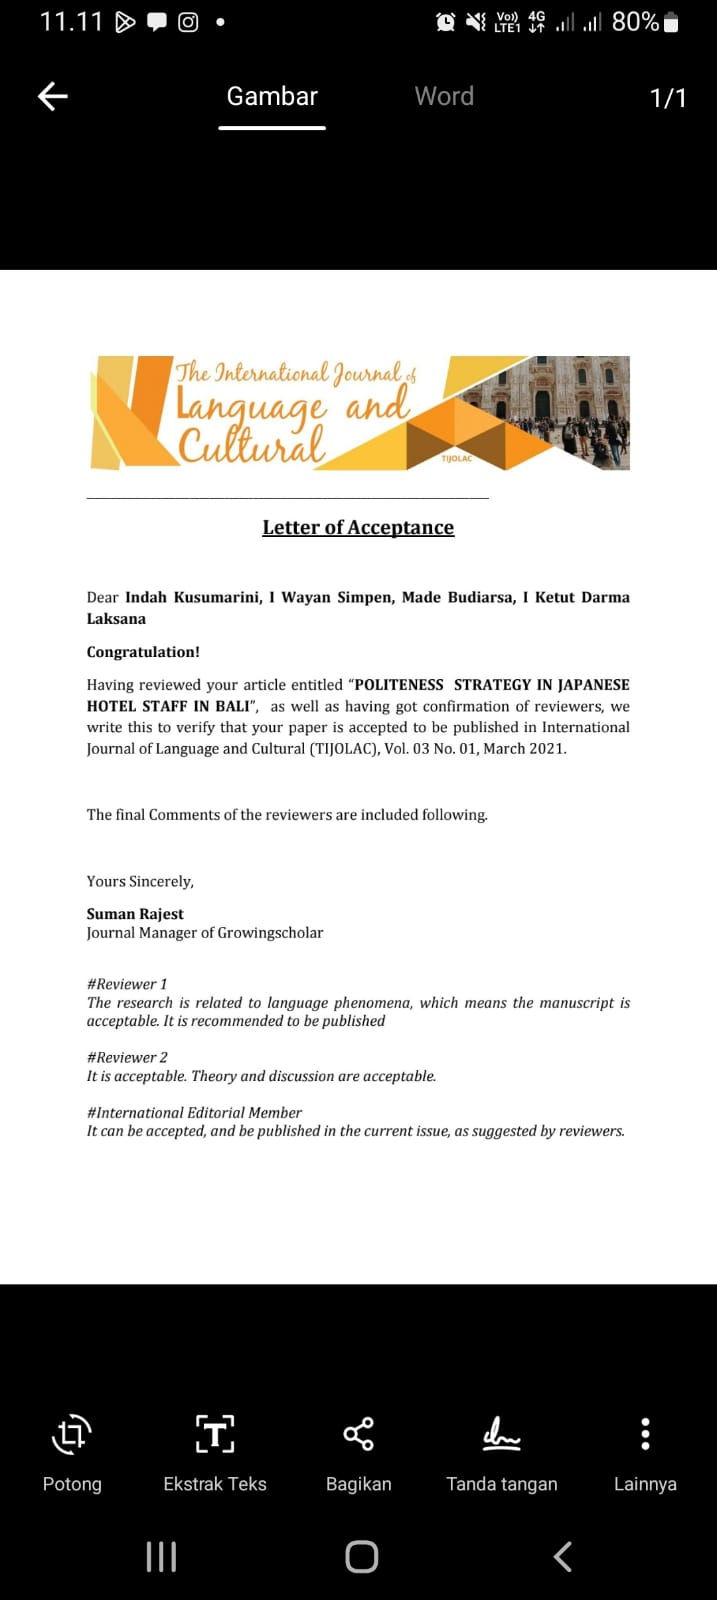 11.11 80%
Gambar Word 1/1
The International Journal of
Language and
Cultural
TIJOLAC
Letter of Acceptance
Dear Indah Kusumarini, I Wayan Simpen, Made Budiarsa, I Ketut Darma
Laksana
Congratulation!
Having reviewed your article entitled “POLITENESS STRATEGY IN JAPANESE
HOTEL STAFF IN BALI”, as well as having got confirmation of reviewers, we
write this to verify that your paper is accepted to be published in International
Journal of Language and Cultural (TIJOLAC), Vol. 03 No. 01, March 2021.
The final Comments of the reviewers are included following.
Yours Sincerely,
Suman Rajest
Journal Manager of Growingscholar
#Reviewer 1
The research is related to language phenomena, which means the manuscript is
acceptable. It is recommended to be published
#Reviewer 2
It is acceptable. Theory and discussion are acceptable.
#International Editorial Member
It can be accepted, and be published in the current issue, as suggested by reviewers.
Potong Ekstrak Teks Bagikan Tanda tangan Lainnya